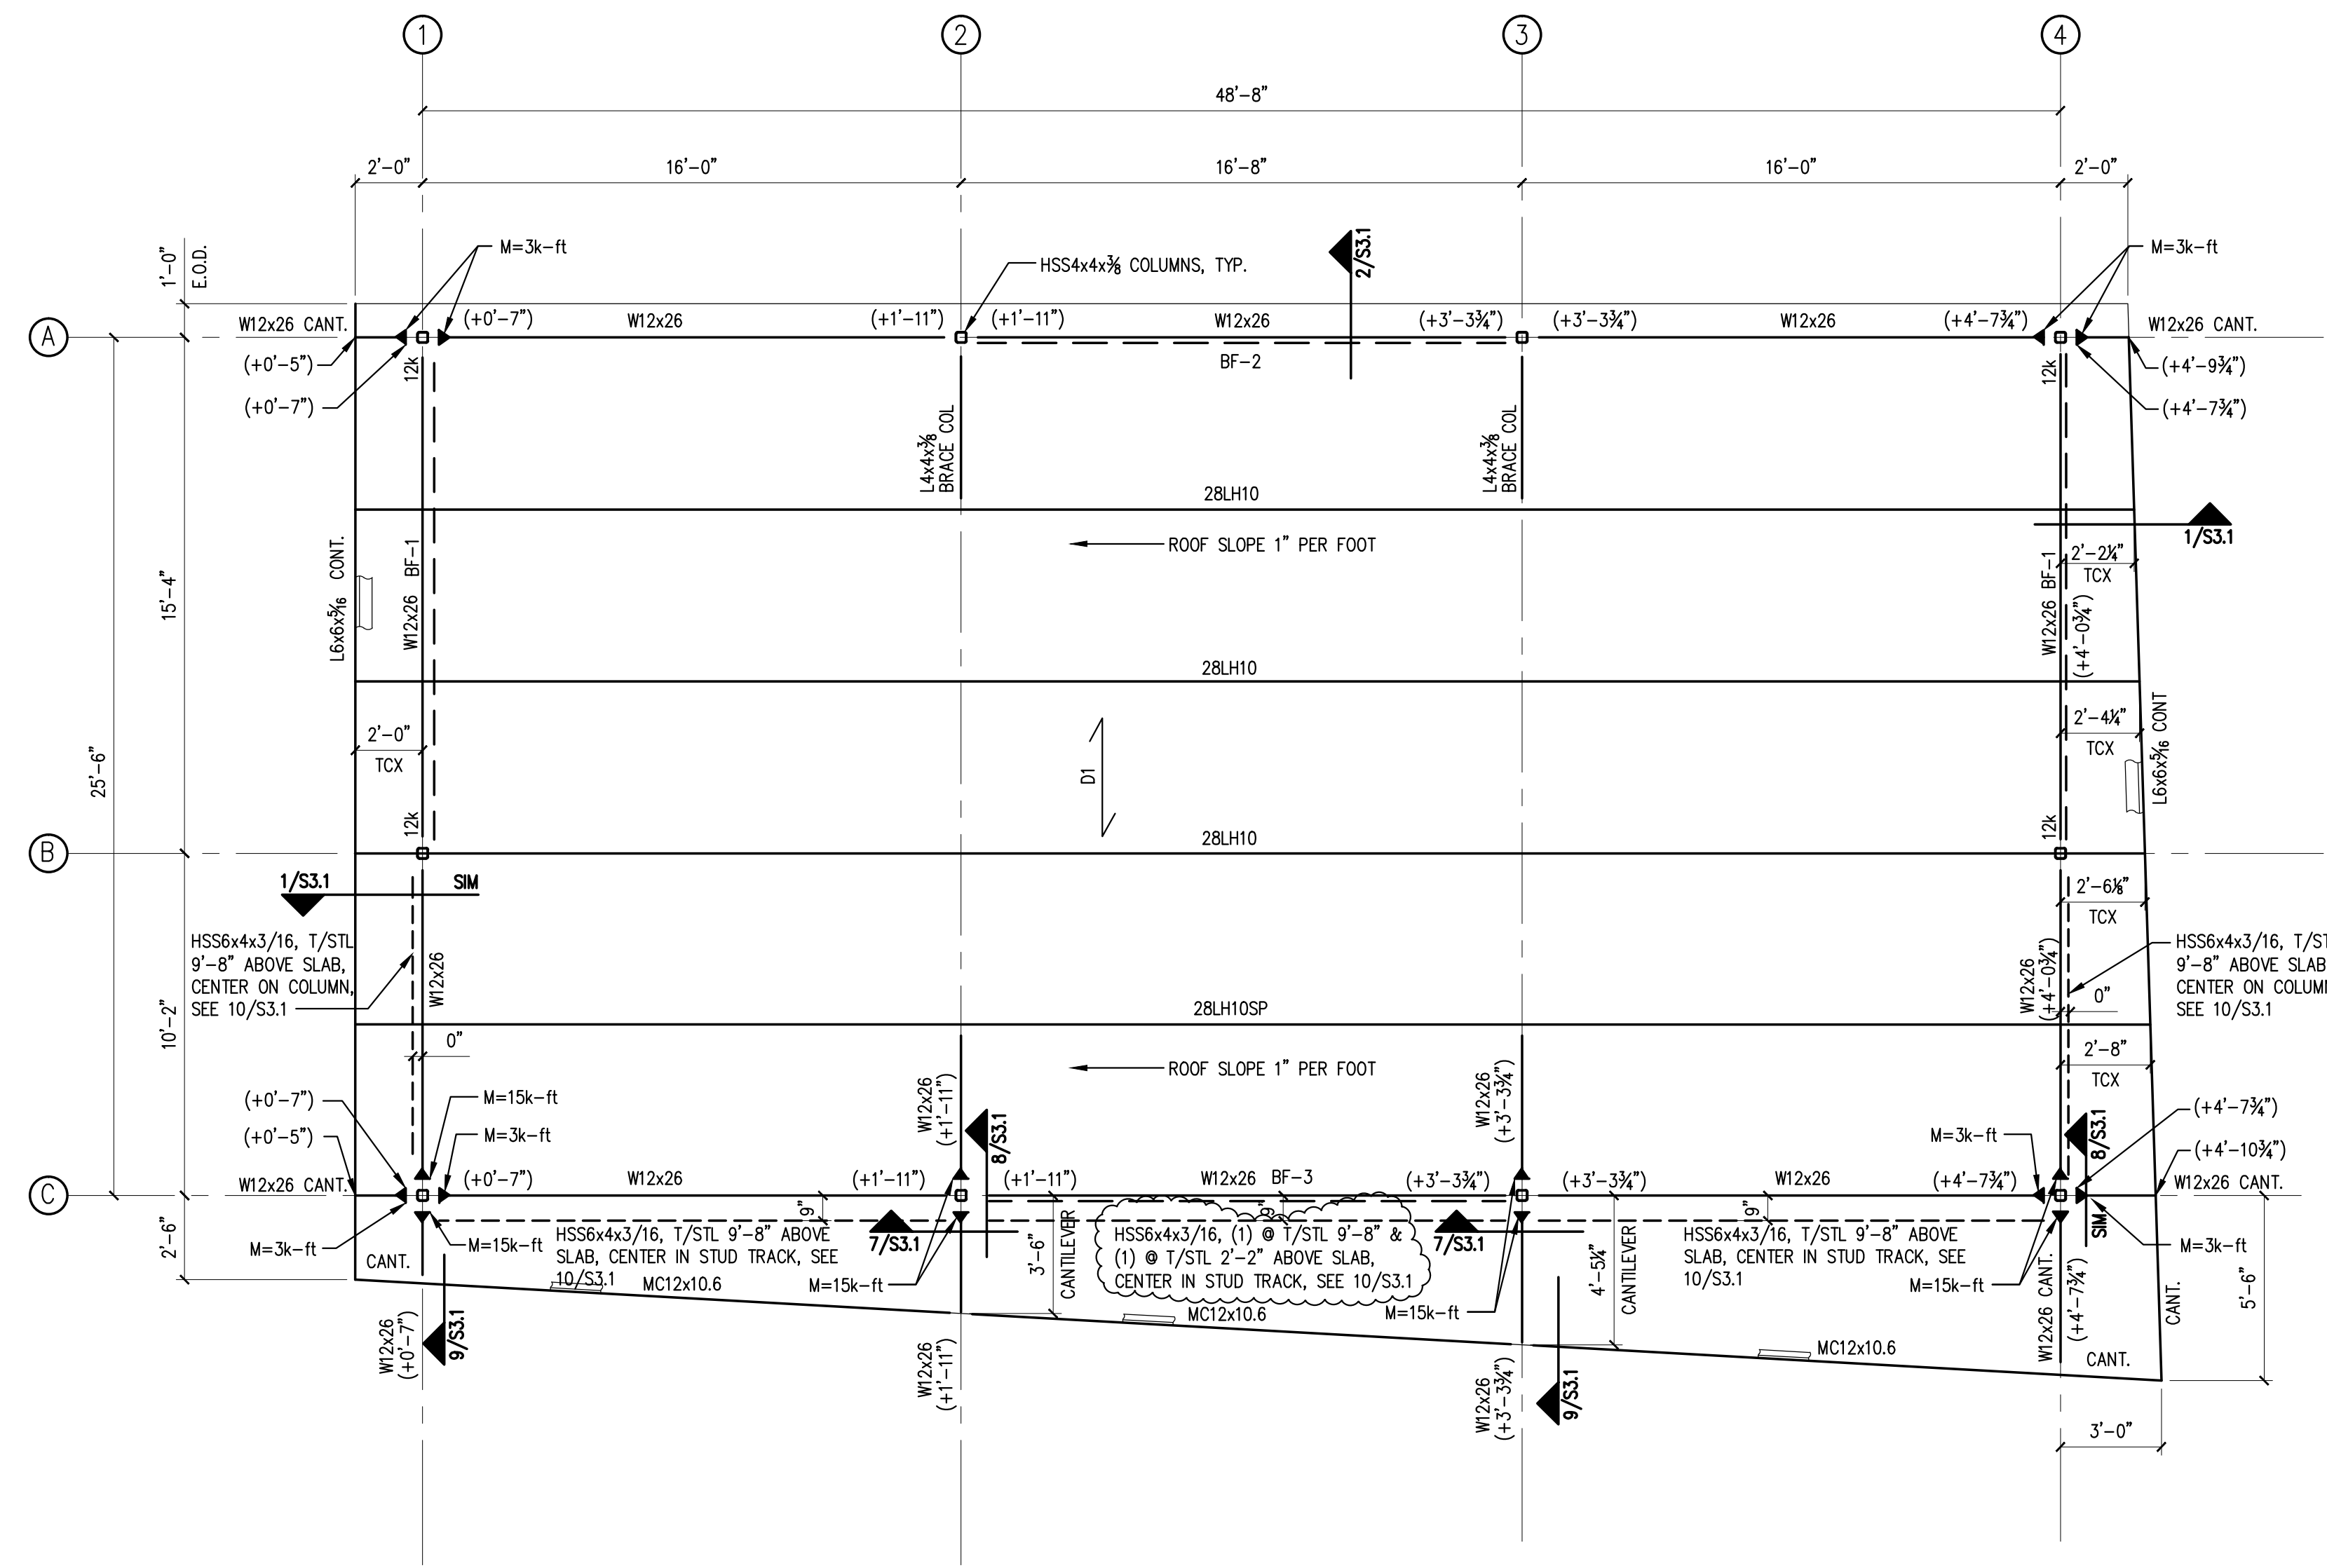 1
2
3
4
48'-8"
2'-0"
16'-0"
16'-8"
16'-0"
2'-0"
1'-0"
E.O.D.
M=3k-ft
HSS4x4x3/8 COLUMNS, TYP.
2/S3.1
M=3k-ft
A
W12x26 CANT.
(+0'-7")
W12x26
(+1'-11")
(+1'-11")
W12x26
(+3'-3¾")
(+3'-3¾")
W12x26
(+4'-7¾")
W12x26 CANT.
(+0'-5")
(+0'-7")
12k
BF-2
12k
(+4'-9¾")
(+4'-7¾")
L4x4x3/8
BRACE COL
L4x4x3/8
BRACE COL
28LH10
ROOF SLOPE 1" PER FOOT
1/S3.1
15'-4"
25'-6"
L6x6x5/16 CONT.
W12x26 BF-1
W12x26 BF-1
(+4'-0¾")
2'-2¼"
TCX
28LH10
2'-0"
TCX
D1
2'-4¼"
TCX
L6x6x5/16 CONT
12k
12k
B
28LH10
1/S3.1
SIM
2'-6⅛"
TCX
HSS6x4x3/16, T/STL
9'-8" ABOVE SLAB,
CENTER ON COLUMN,
SEE 10/S3.1
W12x26
W12x26
(+4'-0¾")
HSS6x4x3/16, T/ST
9'-8" ABOVE SLAB
CENTER ON COLUM
SEE 10/S3.1
0"
10'-2"
28LH10SP
0"
2'-8"
TCX
ROOF SLOPE 1" PER FOOT
(+0'-7")
(+0'-5")
M=15k-ft
M=3k-ft
W12x26
(+1'-11")
8/S3.1
W12x26
(+3'-3¾")
M=3k-ft
8/S3.1
(+4'-7¾")
(+4'-10¾")
C
W12x26 CANT.
(+0'-7")
W12x26
(+1'-11")
(+1'-11")
W12x26
BF-3
(+3'-3¾")
(+3'-3¾")
W12x26
(+4'-7¾")
W12x26 CANT.
2'-6"
M=3k-ft
M=15k-ft
CANT.
HSS6x4x3/16, T/STL 9'-8" ABOVE
SLAB, CENTER IN STUD TRACK, SEE
10/S3.1
9"
7/S3.1
M=15k-ft
3'-6"
CANTILEVER
9"
HSS6x4x3/16, (1) @ T/STL 9'-8" &
(1) @ T/STL 2'-2" ABOVE SLAB,
CENTER IN STUD TRACK, SEE 10/S3.1
7/S3.1
M=15k-ft
4'-5¼"
CANTILEVER
9"
HSS6x4x3/16, T/STL 9'-8" ABOVE
SLAB, CENTER IN STUD TRACK, SEE
10/S3.1
M=15k-ft
SIM
M=3k-ft
5'-6"
MC12x10.6
MC12x10.6
MC12x10.6
W12x26
(+0'-7")
9/S3.1
W12x26
(+1'-11")
W12x26
(+3'-3¾")
9/S3.1
W12x26 CANT.
(+4'-7¾")
CANT.
CANT.
3'-0"